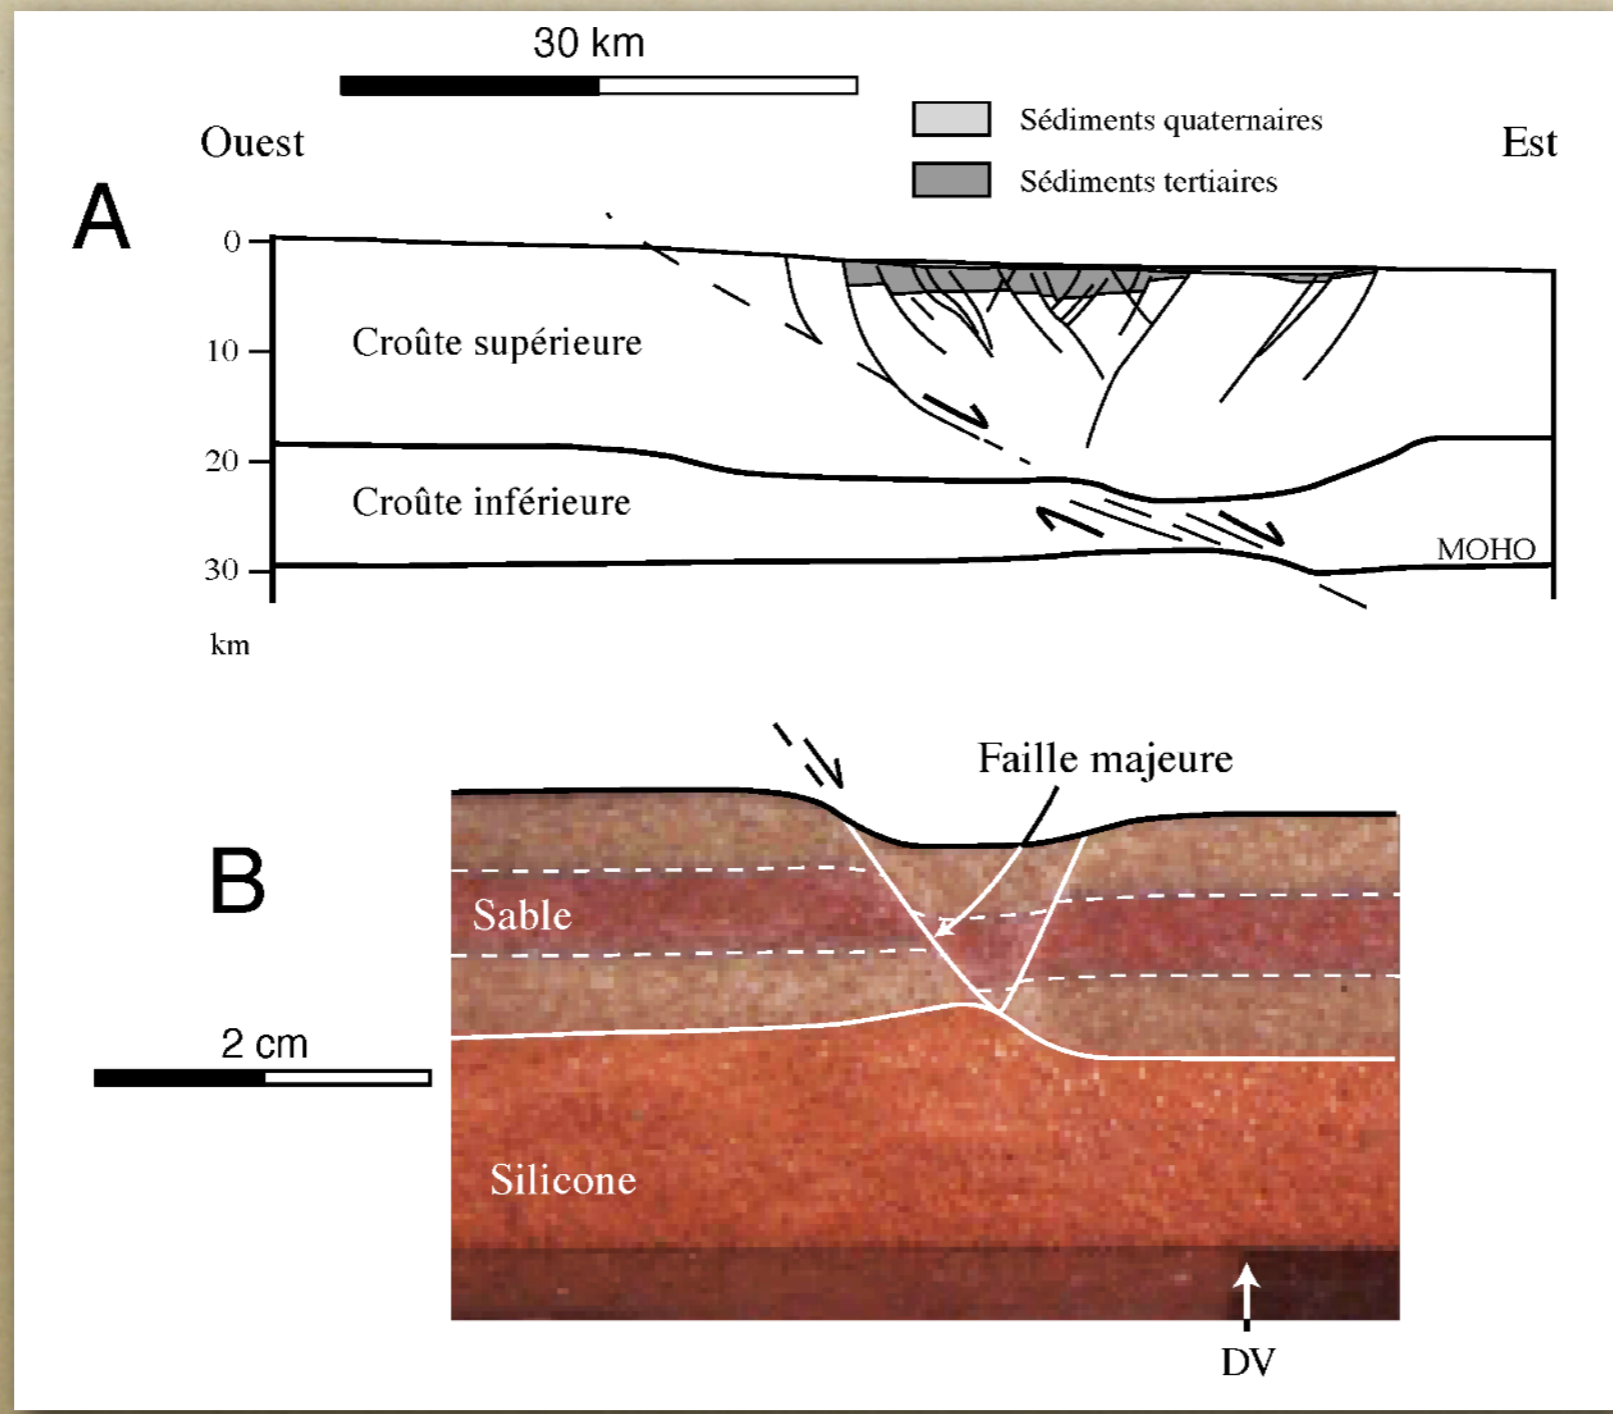 30 km
Sédiments quaternaires
Ouest
Est
Sédiments tertiaires
A
0
Croûte supérieure
10
20
Croûte inférieure
MOHO
30
km
Faille majeure
B
Sable
2 cm
Silicone
DV